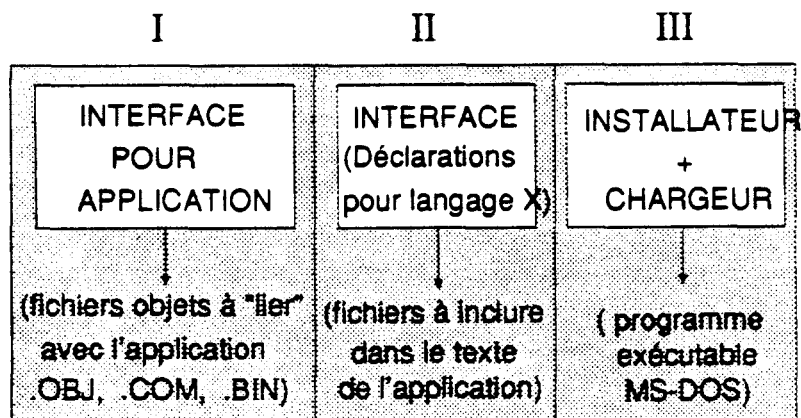 I II III
INTERFACE
POUR
APPLICATION
(fichiers objets à "lier"
avec l'application
.OBJ, .COM, .BIN)
INTERFACE
(Déclarations
pour langage X)
(fichiers à inclure
dans le texte
de l'application)
INSTALLATEUR
+
CHARGEUR
( programme
exécutable
MS-DOS)